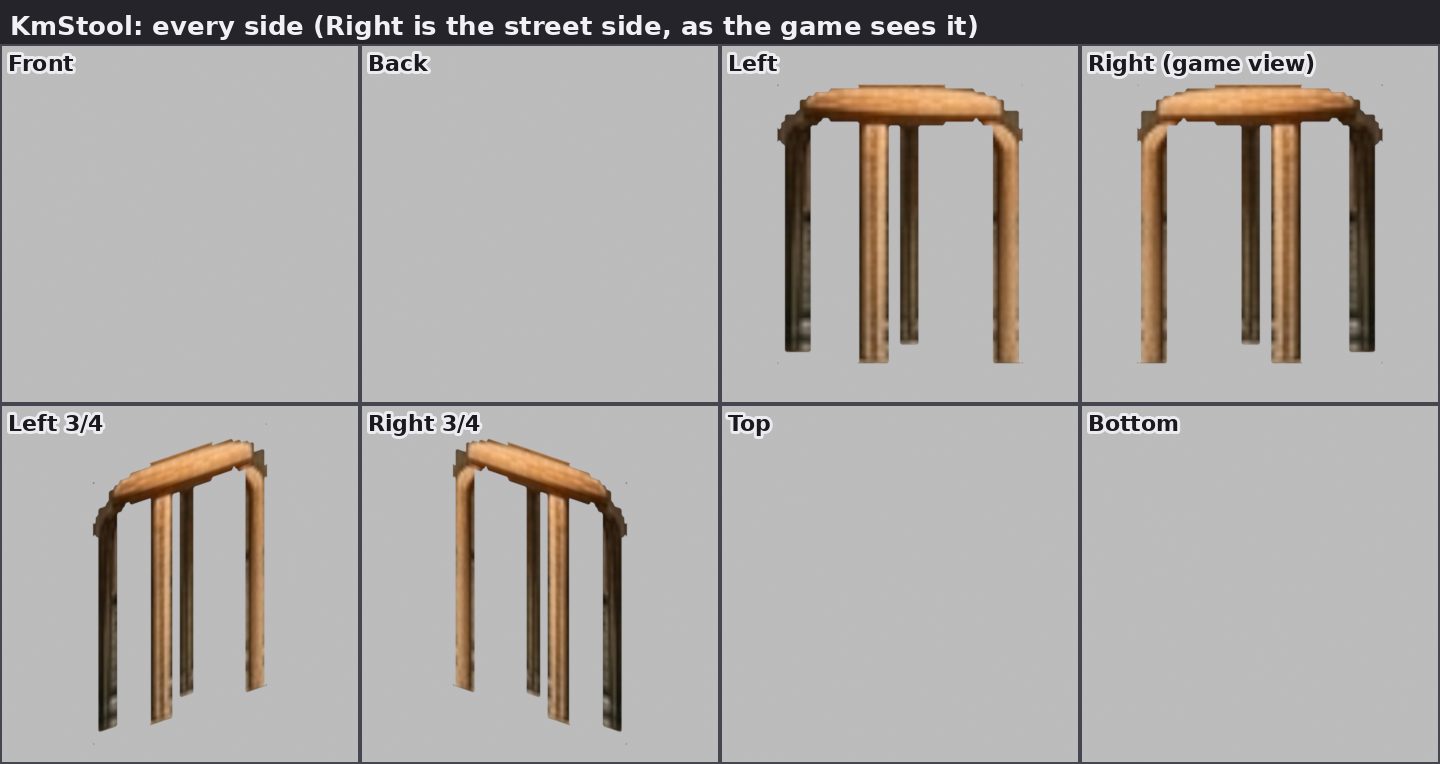 KmStool: every side (Right is the street side, as the game sees it)
Front
Back
Left
Right (game view)
Left 3/4
Right 3/4
Top
Bottom